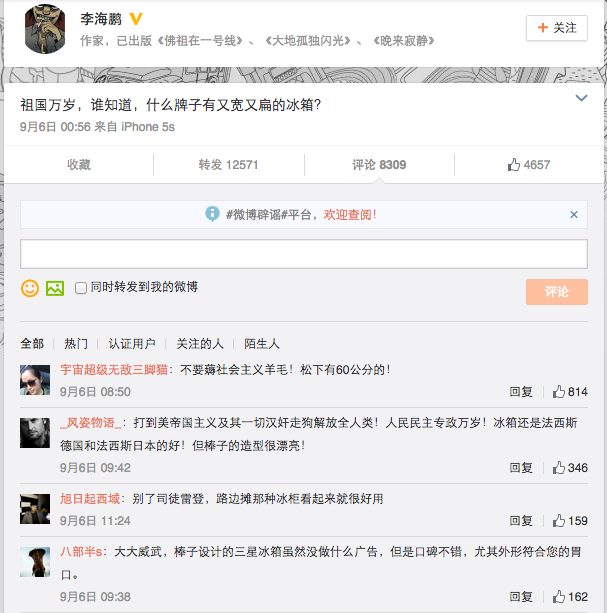 李海鹏
作家，已出版《佛祖在一号线》、《大地孤独闪光》、《晚来寂静》
+ 关注
祖国万岁，谁知道，什么牌子有又宽又扁的冰箱？
9月6日 00:56 来自 iPhone 5s
收藏
转发 12571
评论 8309
4657
#微博辟谣#平台，欢迎查阅！
×
同时转发到我的微博
评论
全部
热门
认证用户
关注的人
陌生人
宇宙超级无敌三脚猫：不要薅社会主义羊毛！松下有60公分的！
9月6日 08:50
回复
814
_风姿物语_：打到美帝国主义及其一切汉奸走狗解放全人类！人民民主专政万岁！冰箱还是法西斯
德国和法西斯日本的好！但棒子的造型很漂亮！
9月6日 09:42
回复
346
旭日起西域：别了司徒雷登，路边摊那种冰柜看起来就很好用
9月6日 11:24
回复
159
八部半s：大大威武，棒子设计的三星冰箱虽然没做什么广告，但是口碑不错，尤其外形符合您的胃
口。
9月6日 09:38
回复
162